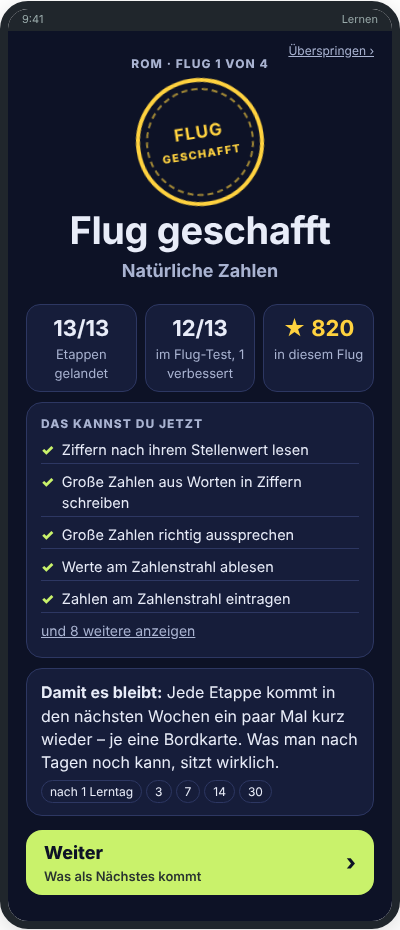 9:41
Lernen
Überspringen ›
ROM · FLUG 1 VON 4
FLUG
GESCHAFFT
Flug geschafft
Natürliche Zahlen
13/13
Etappen
gelandet
12/13
im Flug-Test, 1
verbessert
★ 820
in diesem Flug
DAS KANNST DU JETZT
✓ Ziffern nach ihrem Stellenwert lesen
✓ Große Zahlen aus Worten in Ziffern
schreiben
✓ Große Zahlen richtig aussprechen
✓ Werte am Zahlenstrahl ablesen
✓ Zahlen am Zahlenstrahl eintragen
und 8 weitere anzeigen
Damit es bleibt: Jede Etappe kommt in
den nächsten Wochen ein paar Mal kurz
wieder – je eine Bordkarte. Was man nach
Tagen noch kann, sitzt wirklich.
nach 1 Lerntag 3 7 14 30
Weiter
Was als Nächstes kommt
›